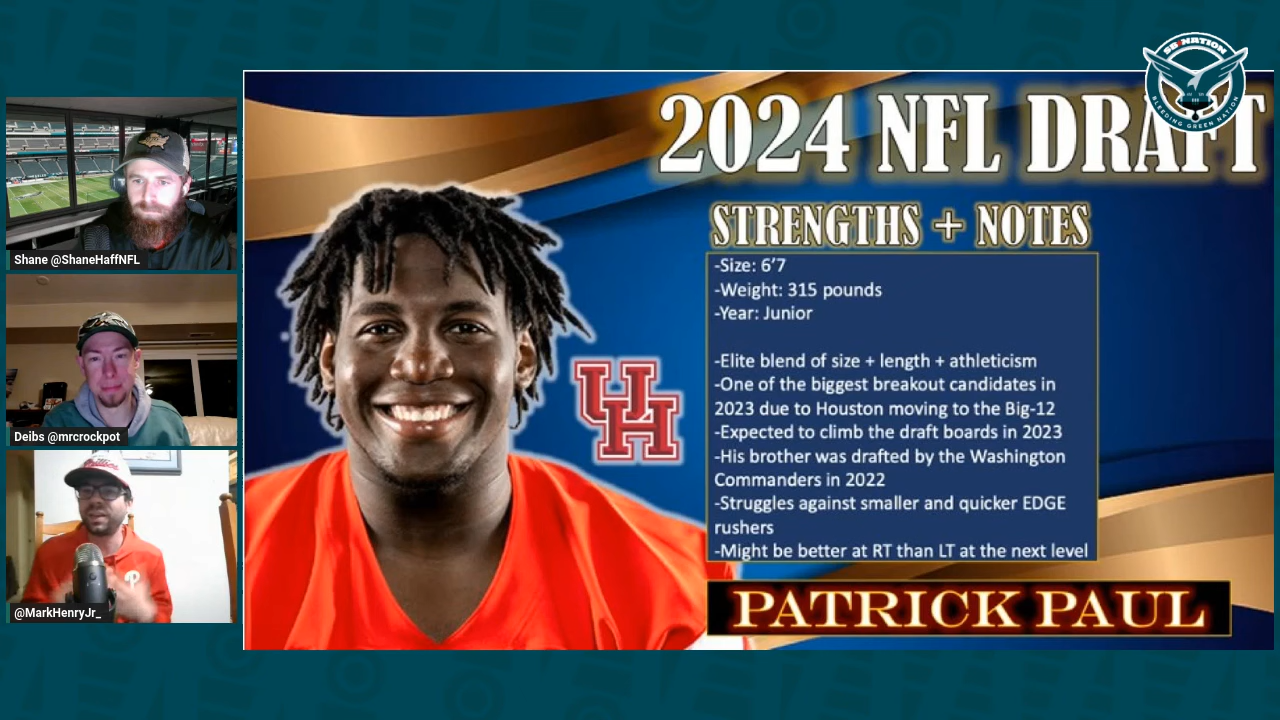 SB NATION
BLEEDING GREEN NATION
2024 NFL DRAFT
STRENGTHS + NOTES
-Size: 6’7
-Weight: 315 pounds
-Year: Junior
-Elite blend of size + length + athleticism
-One of the biggest breakout candidates in
2023 due to Houston moving to the Big-12
-Expected to climb the draft boards in 2023
-His brother was drafted by the Washington
Commanders in 2022
-Struggles against smaller and quicker EDGE
rushers
-Might be better at RT than LT at the next level
UH
PATRICK PAUL
Shane @ShaneHaffNFL
Deibs @mrcrockpot
Phillies
P
@MarkHenryJr_